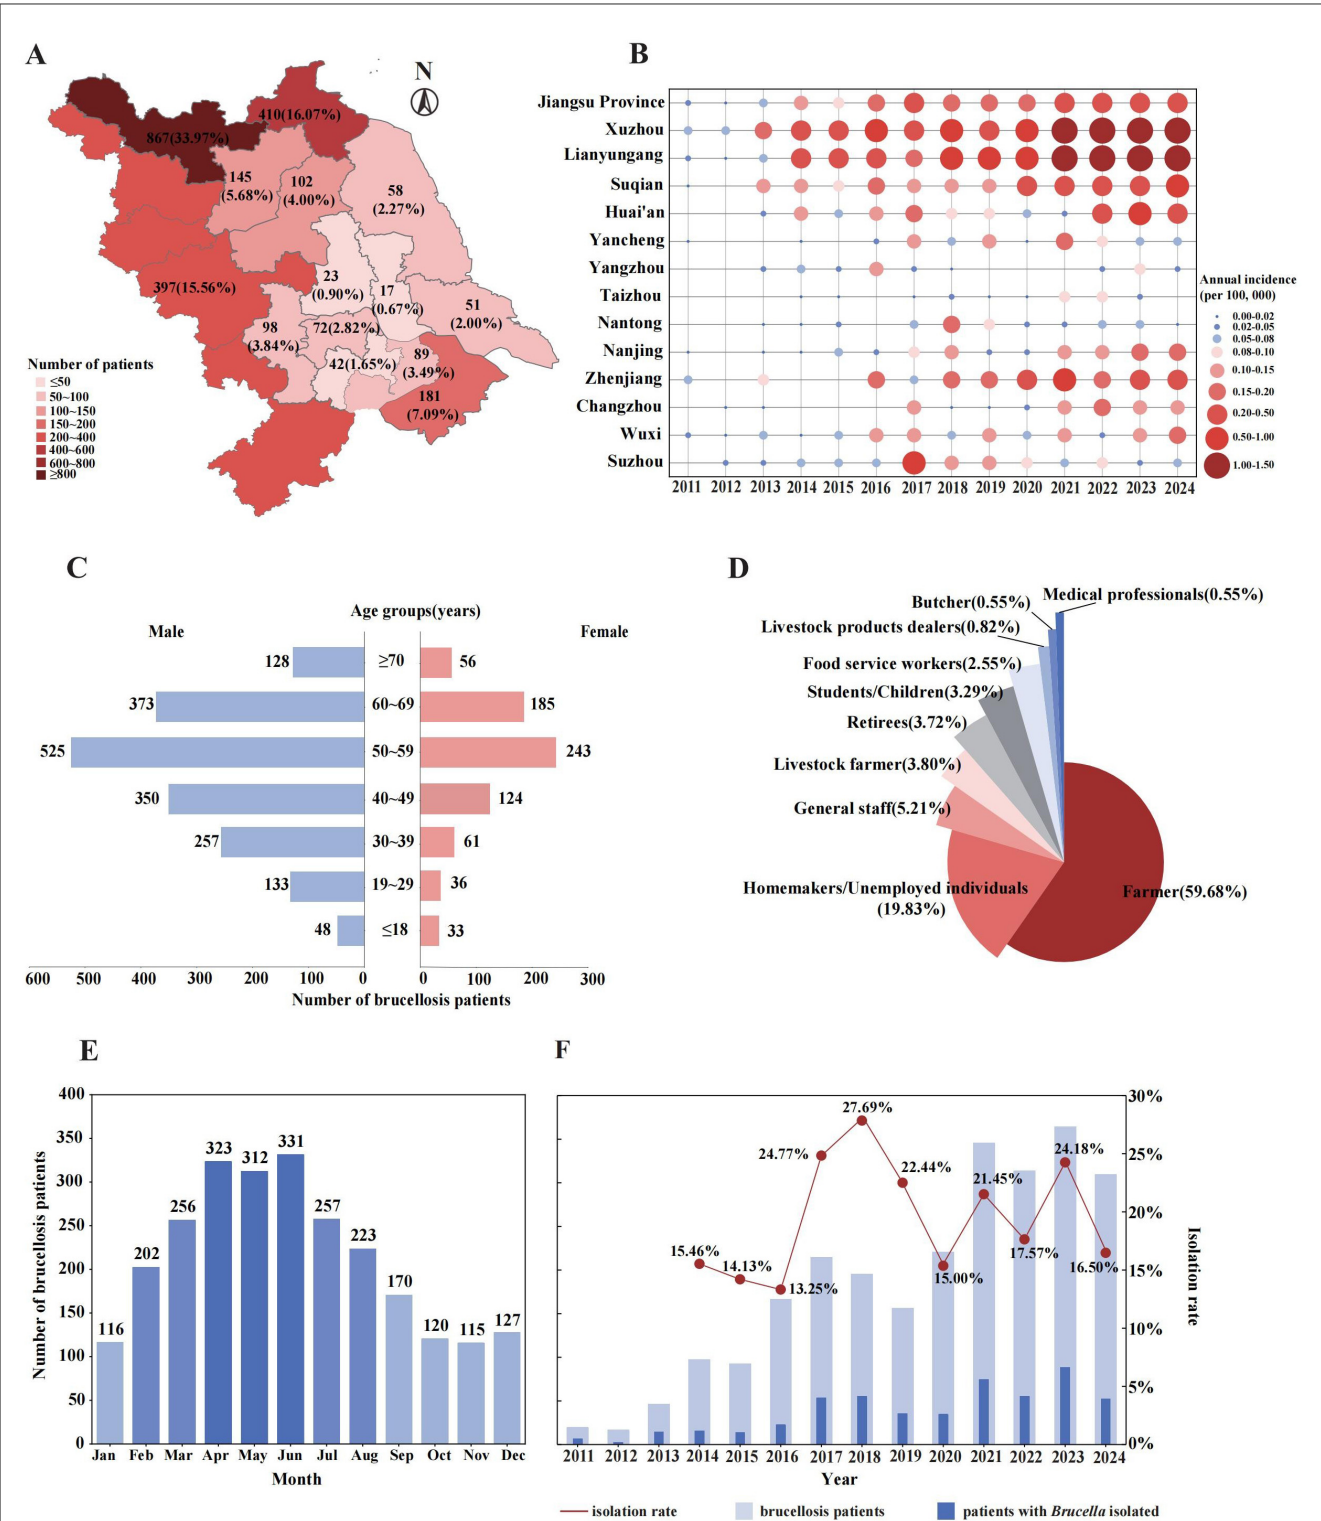 A
N
867(33.97%)
410(16.07%)
145
(5.68%)
102
(4.00%)
58
(2.27%)
397(15.56%)
23
(0.90%)
17
(0.67%)
51
(2.00%)
98
(3.84%)
72(2.82%)
42(1.65%)
89
(3.49%)
181
(7.09%)
Number of patients
≤50
50~100
100~150
150~200
200~400
400~600
600~800
≥800
B
Jiangsu Province
Xuzhou
Lianyungang
Suqian
Huai'an
Yancheng
Yangzhou
Taizhou
Nantong
Nanjing
Zhenjiang
Changzhou
Wuxi
Suzhou
2011 2012 2013 2014 2015 2016 2017 2018 2019 2020 2021 2022 2023 2024
Annual incidence
(per 100, 000)
0.00-0.02
0.02-0.05
0.05-0.08
0.08-0.10
0.10-0.15
0.15-0.20
0.20-0.50
0.50-1.00
1.00-1.50
C
Age groups(years)
Male Female
128 ≥70 56
373 60~69 185
525 50~59 243
350 40~49 124
257 30~39 61
133 19~29 36
48 ≤18 33
600 500 400 300 200 100 0 0 100 200 300
Number of brucellosis patients
D
Medical professionals(0.55%)
Butcher(0.55%)
Livestock products dealers(0.82%)
Food service workers(2.55%)
Students/Children(3.29%)
Retirees(3.72%)
Livestock farmer(3.80%)
General staff(5.21%)
Homemakers/Unemployed individuals
(19.83%)
Farmer(59.68%)
E
Number of brucellosis patients
400
350
300
250
200
150
100
50
0
116 202 256 323 312 331 257 223 170 120 115 127
Jan Feb Mar Apr May Jun Jul Aug Sep Oct Nov Dec
Month
F
15.46%
14.13%
13.25%
24.77%
27.69%
22.44%
15.00%
21.45%
17.57%
24.18%
16.50%
30%
25%
20%
15%
10%
5%
0%
Isolation rate
2011 2012 2013 2014 2015 2016 2017 2018 2019 2020 2021 2022 2023 2024
Year
isolation rate brucellosis patients patients with Brucella isolated